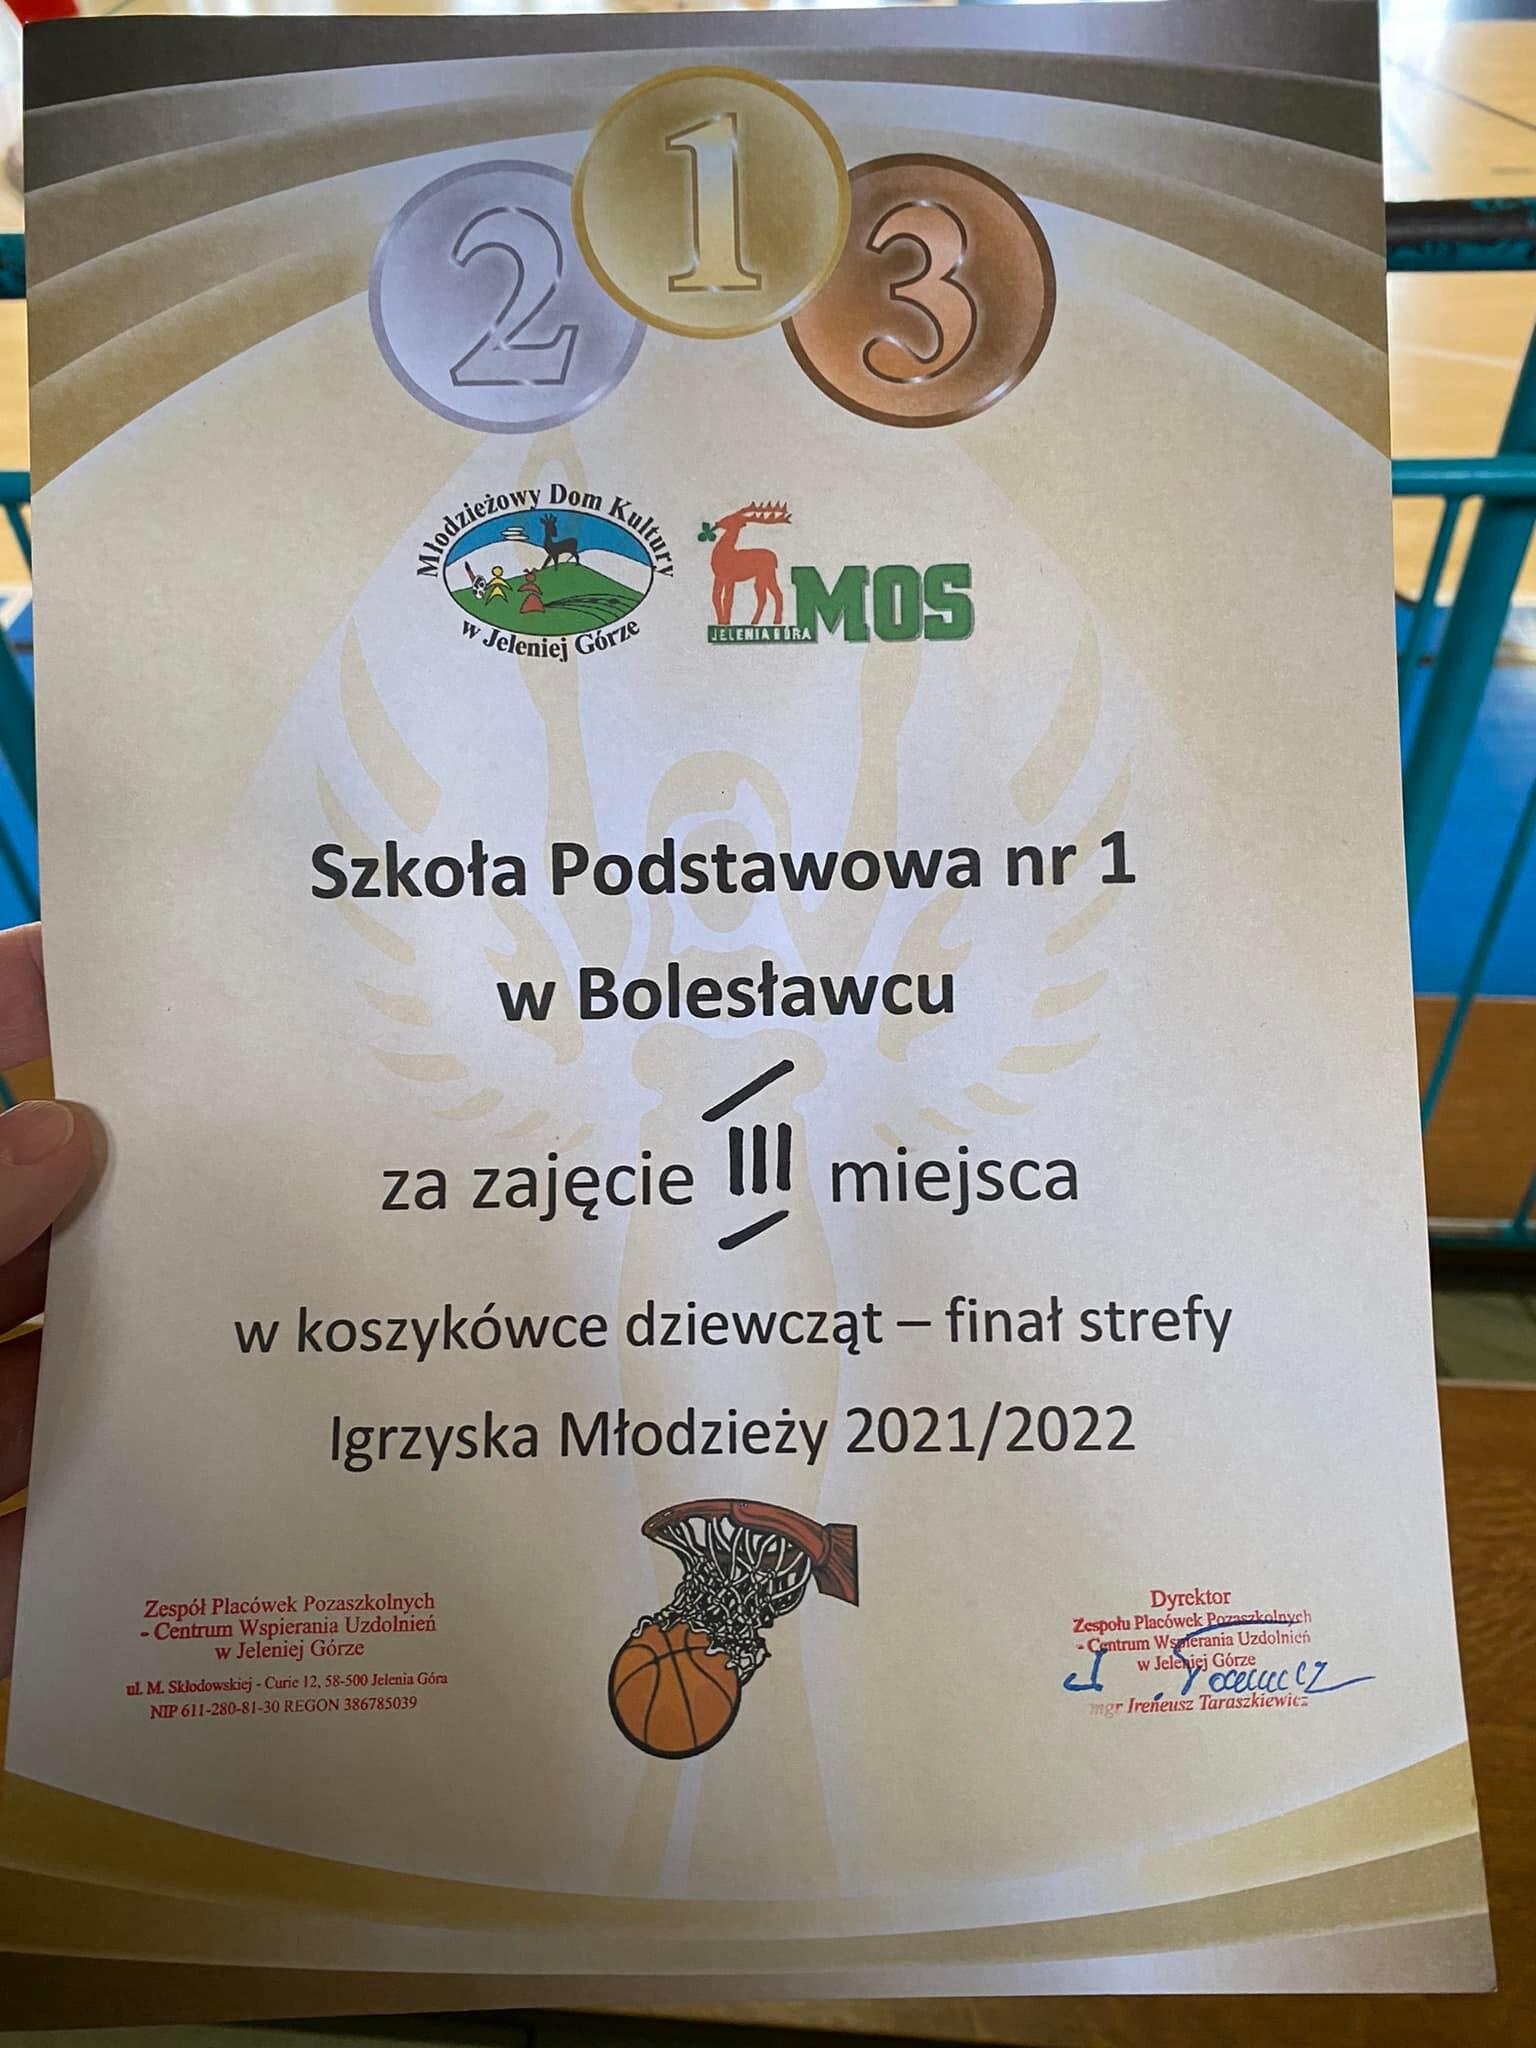 2 1 3
Młodzieżowy Dom Kultury
w Jeleniej Górze
JELENIA GÓRA MOS
Szkoła Podstawowa nr 1
w Bolesławcu
za zajęcie III miejsca
w koszykówce dziewcząt – finał strefy
Igrzyska Młodzieży 2021/2022
Zespół Placówek Pozaszkolnych
- Centrum Wspierania Uzdolnień
w Jeleniej Górze
ul. M. Skłodowskiej - Curie 12, 58-500 Jelenia Góra
NIP 611-280-81-30 REGON 386785039
Dyrektor
Zespołu Placówek Pozaszkolnych
- Centrum Wspierania Uzdolnień
w Jeleniej Górze
mgr Ireneusz Taraszkiewicz